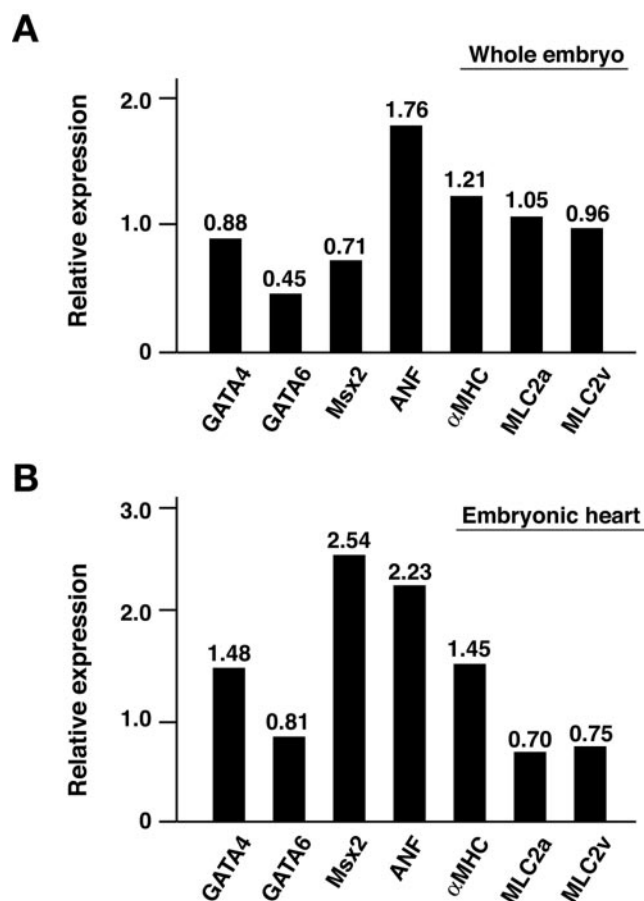 A
Whole embryo
Relative expression
2.0
1.0
0
0.88
0.45
0.71
1.76
1.21
1.05
0.96
GATA4
GATA6
Msx2
ANF
αMHC
MLC2a
MLC2v
B
Embryonic heart
Relative expression
3.0
2.0
1.0
0
1.48
0.81
2.54
2.23
1.45
0.70
0.75
GATA4
GATA6
Msx2
ANF
αMHC
MLC2a
MLC2v